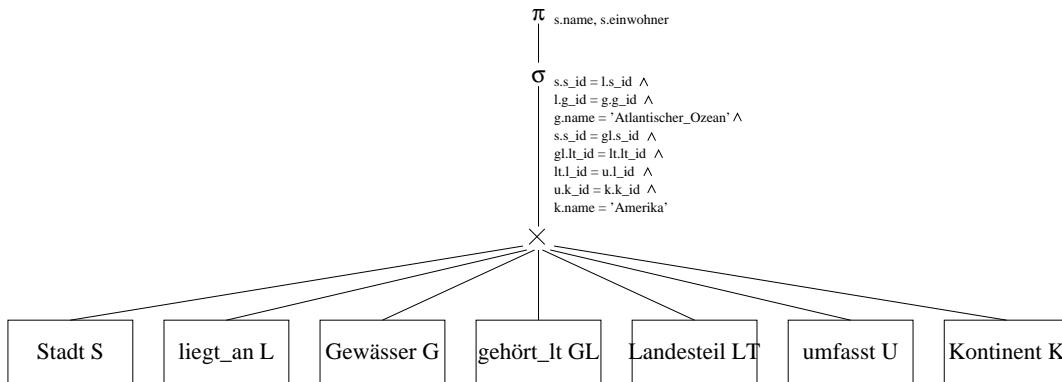 π s.name, s.einwohner
σ s.s_id = l.s_id ∧
l.g_id = g.g_id ∧
g.name = ’Atlantischer_Ozean’ ∧
s.s_id = gl.s_id ∧
gl.lt_id = lt.lt_id ∧
lt.l_id = u.l_id ∧
u.k_id = k.k_id ∧
k.name = ’Amerika’
×
Stadt S liegt_an L Gewässer G gehört_lt GL Landesteil LT umfasst U Kontinent K